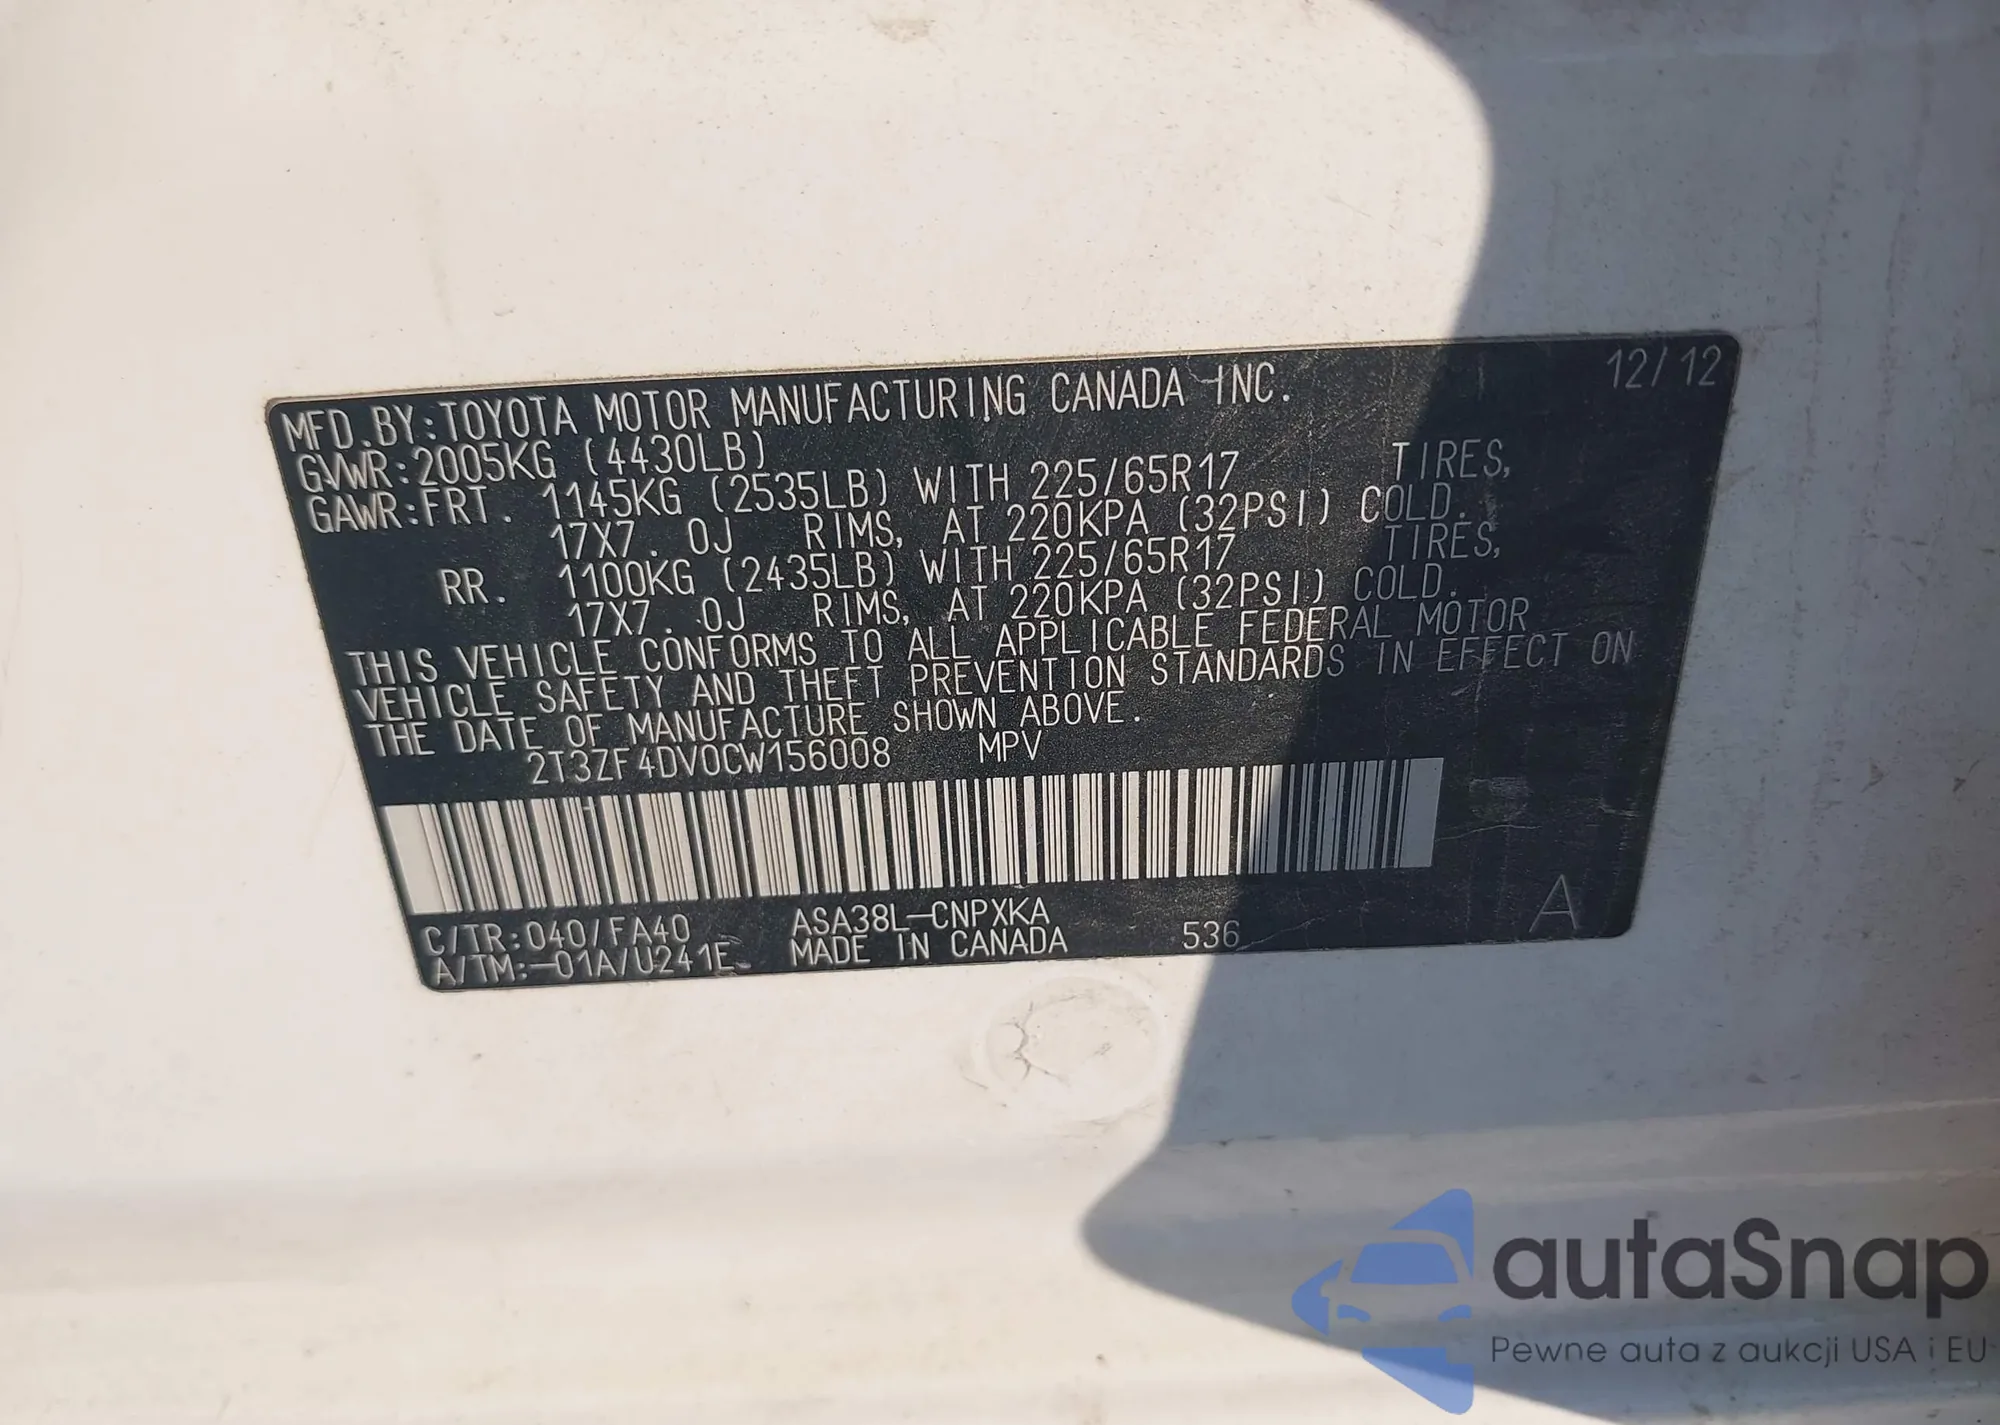 12/12
MFD.BY:TOYOTA MOTOR MANUFACTURING CANADA INC.
GVWR:2005KG (4430LB)
GAWR:FRT. 1145KG (2535LB) WITH 225/65R17 TIRES,
17X7.0J RIMS, AT 220KPA (32PSI) COLD.
RR. 1100KG (2435LB) WITH 225/65R17 TIRES,
17X7.0J RIMS, AT 220KPA (32PSI) COLD.
THIS VEHICLE CONFORMS TO ALL APPLICABLE FEDERAL MOTOR
VEHICLE SAFETY AND THEFT PREVENTION STANDARDS IN EFFECT ON
THE DATE OF MANUFACTURE SHOWN ABOVE.
2T3ZF4DV0CW156008 MPV
C/TR:040/FA40 ASA38L-CNPXKA
A/TM:-01A/U241E MADE IN CANADA 536 A
autaSnap
Pewne auta z aukcji USA i EU